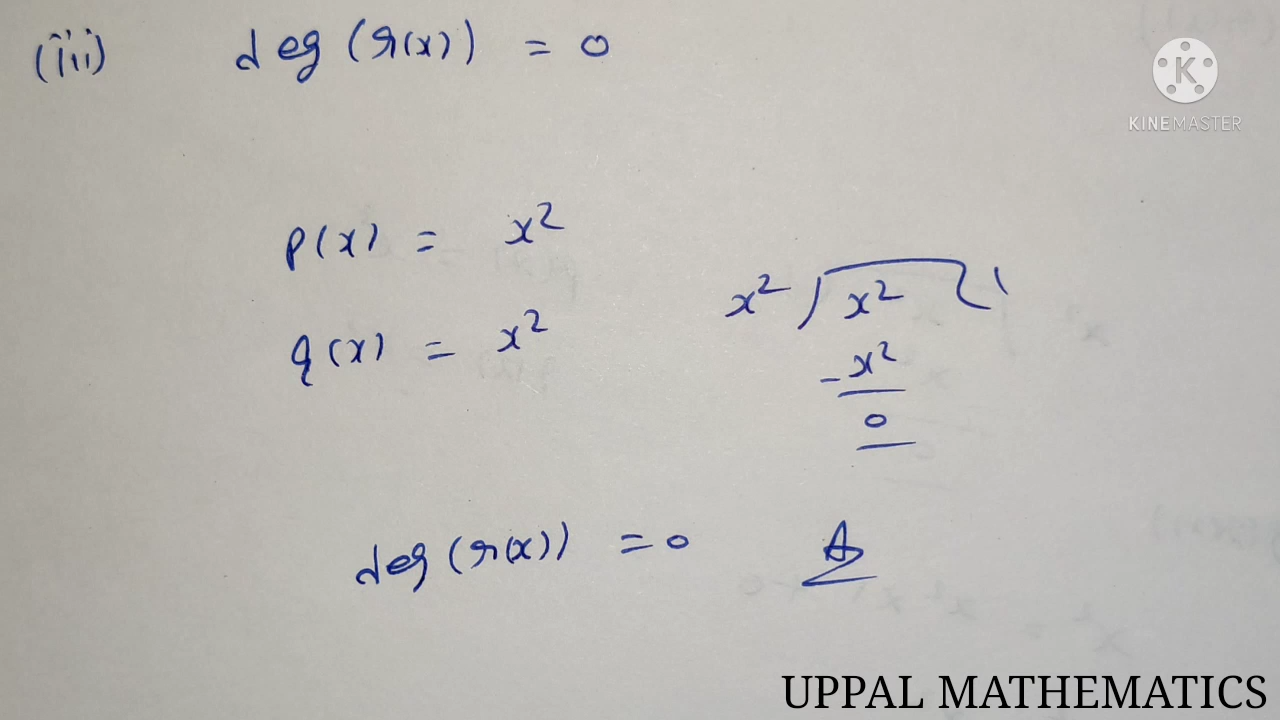 (iii) deg (r(x)) = 0
KINEMASTER
p(x) = x²
q(x) = x²
x² ) x² ( 1
-x²
0
deg (r(x)) = 0
UPPAL MATHEMATICS